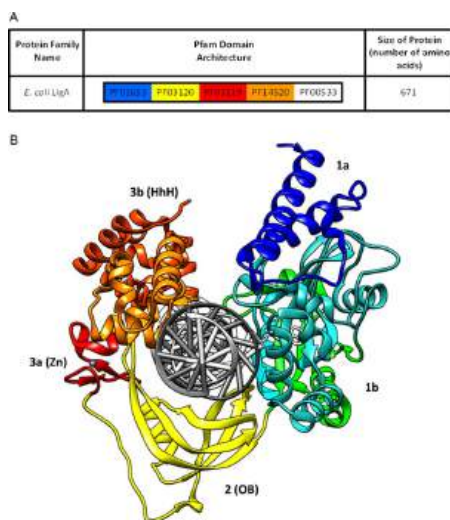 A
Protein Family
Name
Pfam Domain
Architecture
Size of Protein
(number of amino
acids)
E. coli LigA
PF03120
PF14520
PF00533
671
B
1a
3b (HhH)
3a (Zn)
1b
2 (OB)